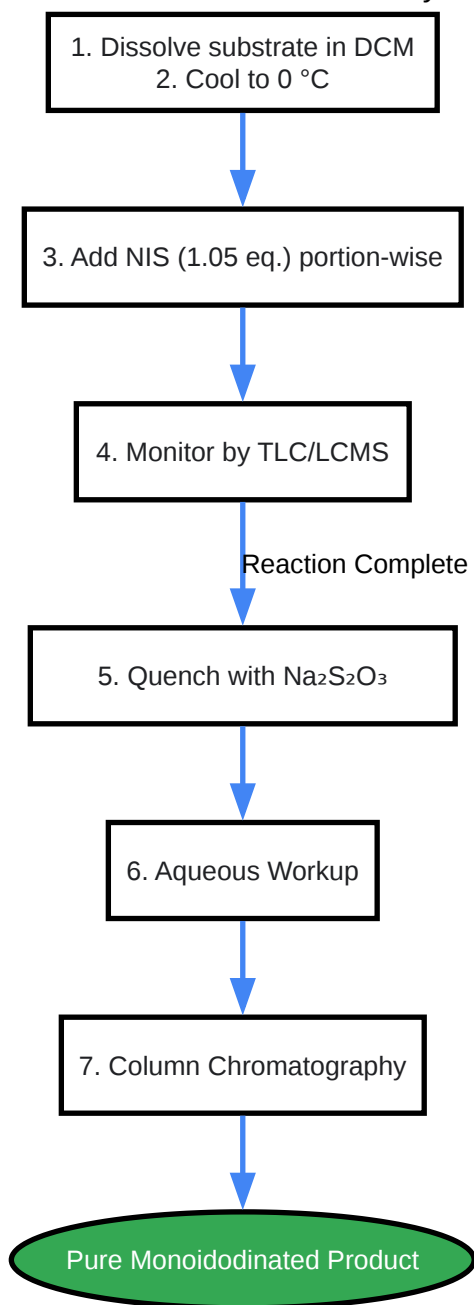 1. Dissolve substrate in DCM
2. Cool to 0 °C
3. Add NIS (1.05 eq.) portion-wise
4. Monitor by TLC/LCMS
Reaction Complete
5. Quench with Na₂S₂O₃
6. Aqueous Workup
7. Column Chromatography
Pure Monoidodinated Product